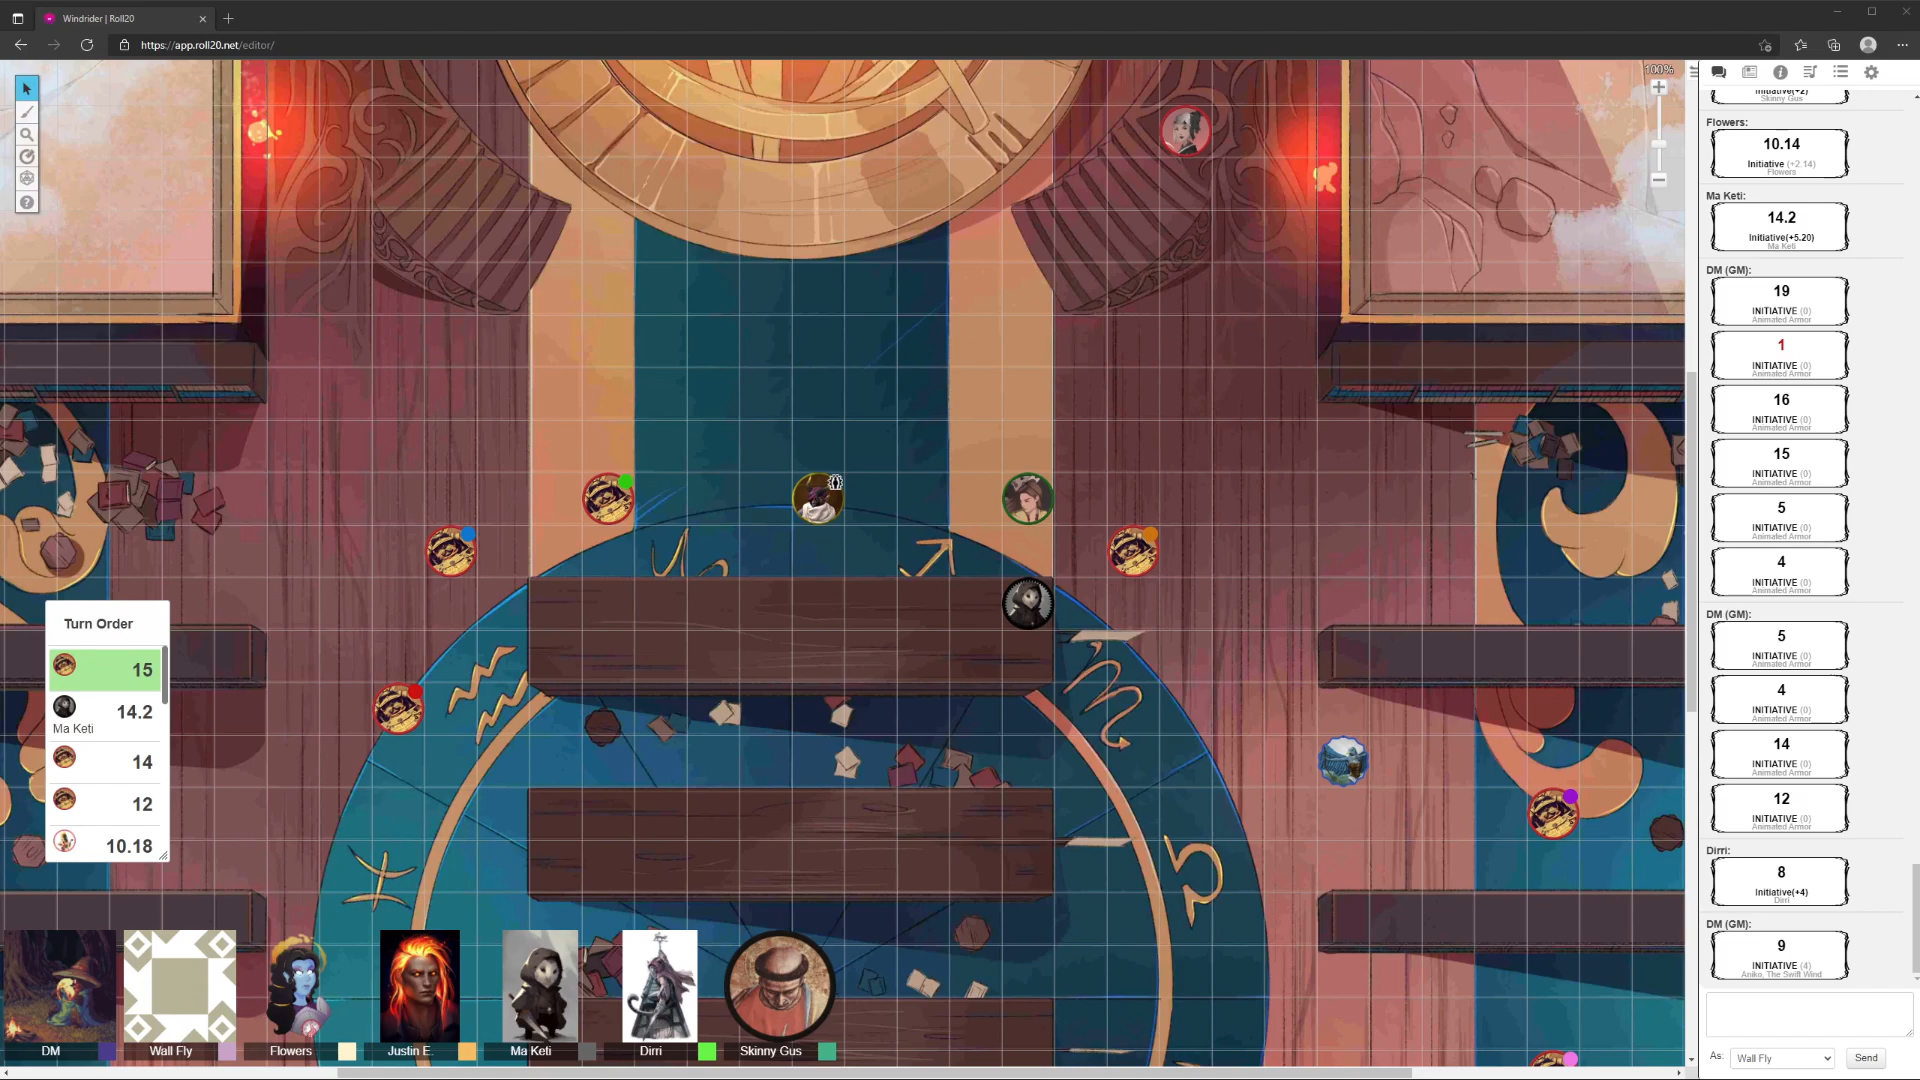 Windrider | Roll20
https://app.roll20.net/editor/
100%
Initiative(+2)
Skinny Gus
Flowers:
10.14
Initiative (+2.14)
Flowers
Ma Keti:
14.2
Initiative(+5.20)
Ma Keti
DM (GM):
19
INITIATIVE (0)
Animated Armor
1
INITIATIVE (0)
Animated Armor
16
INITIATIVE (0)
Animated Armor
15
INITIATIVE (0)
Animated Armor
5
INITIATIVE (0)
Animated Armor
4
INITIATIVE (0)
Animated Armor
DM (GM):
5
INITIATIVE (0)
Animated Armor
4
INITIATIVE (0)
Animated Armor
14
INITIATIVE (0)
Animated Armor
12
INITIATIVE (0)
Animated Armor
Dirri:
8
Initiative(+4)
Dirri
DM (GM):
9
INITIATIVE (4)
Aniko, The Swift Wind
As: Wall Fly Send
Turn Order
15
14.2
Ma Keti
14
12
10.18
DM Wall Fly Flowers Justin E. Ma Keti Dirri Skinny Gus